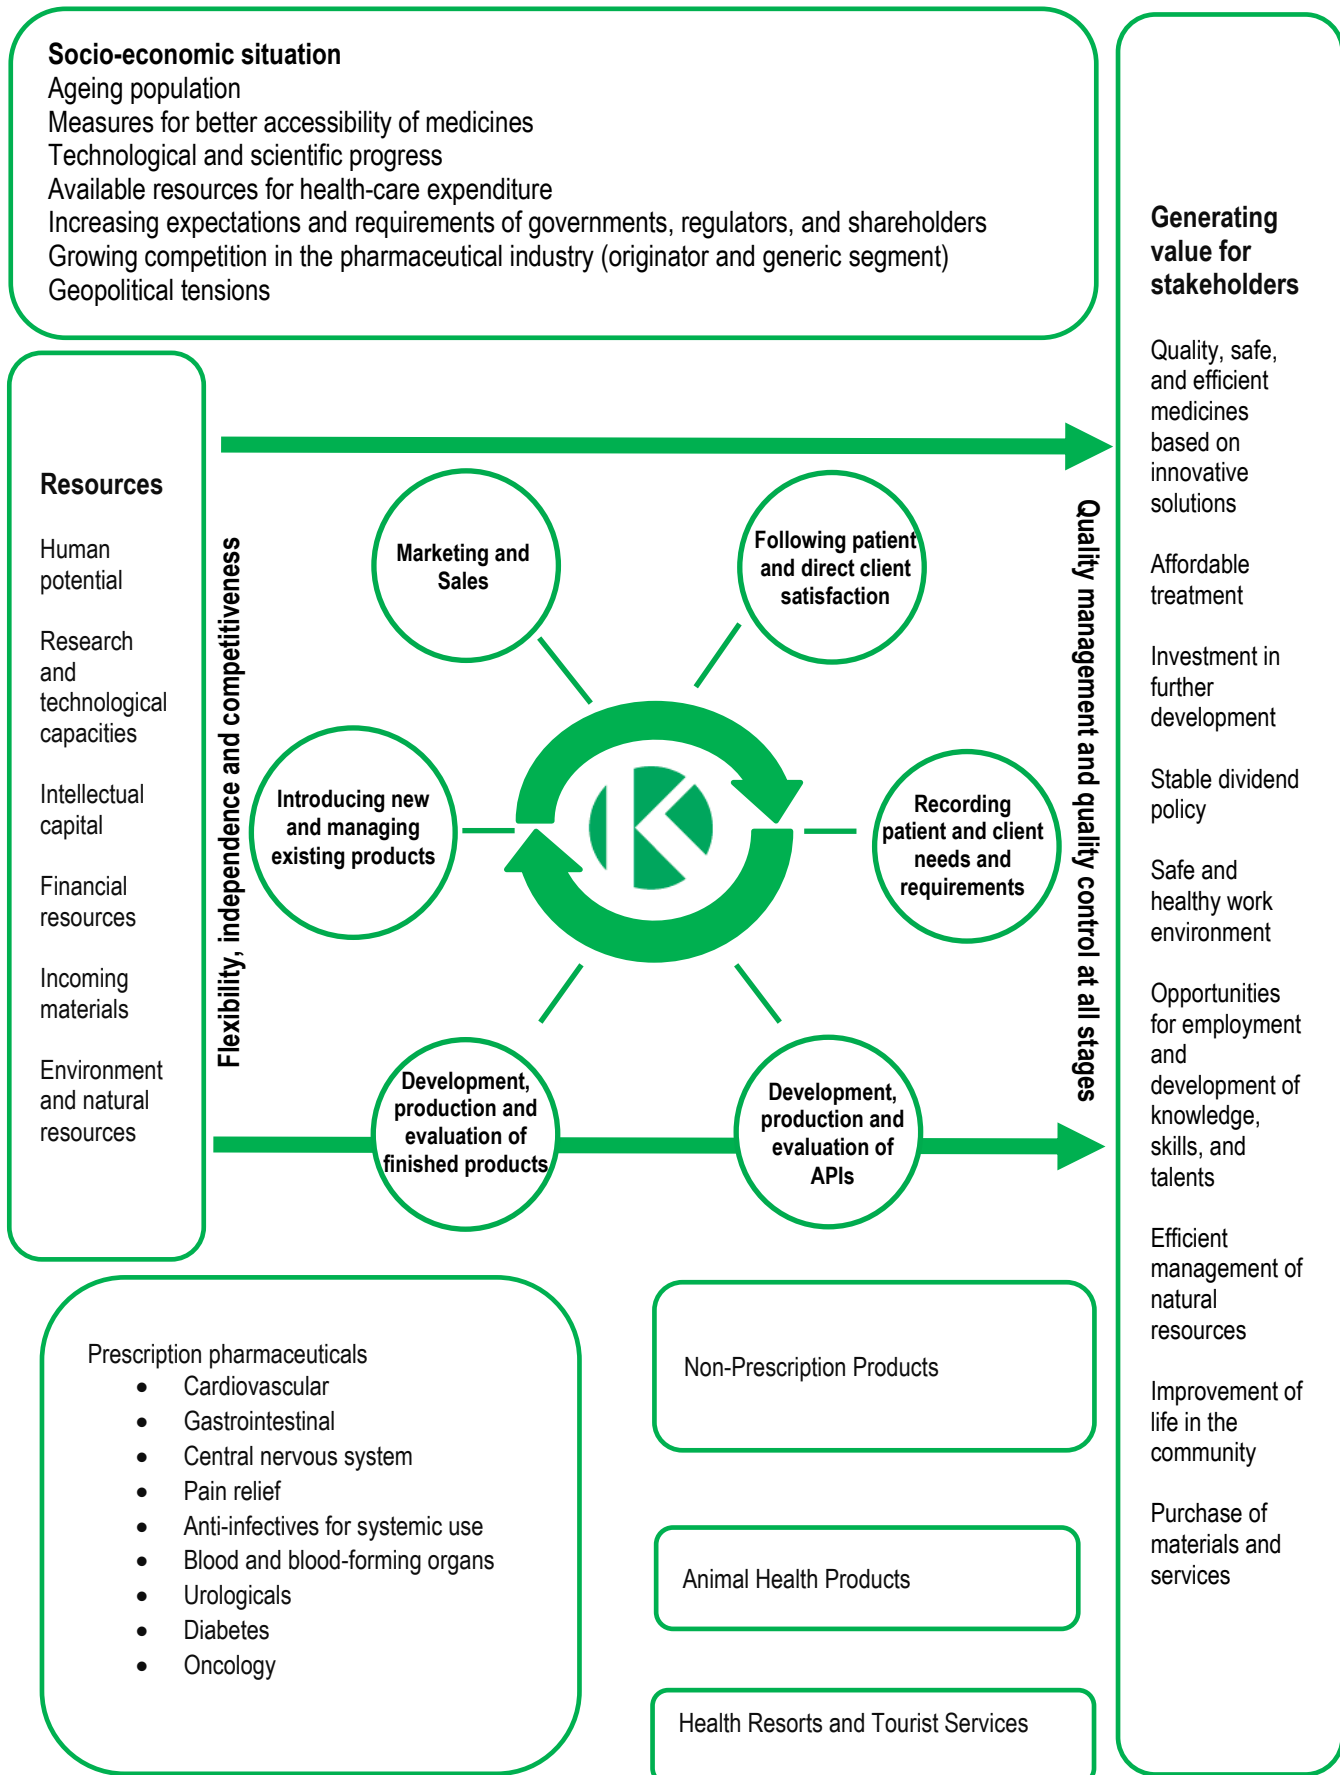 Socio-economic situation
Ageing population
Measures for better accessibility of medicines
Technological and scientific progress
Available resources for health-care expenditure
Increasing expectations and requirements of governments, regulators, and shareholders
Growing competition in the pharmaceutical industry (originator and generic segment)
Geopolitical tensions
Resources
Human
potential
Research
and
technological
capacities
Intellectual
capital
Financial
resources
Incoming
materials
Environment
and natural
resources
Flexibility, independence and competitiveness
Marketing and
Sales
Following patient
and direct client
satisfaction
Introducing new
and managing
existing products
K
Recording
patient and client
needs and
requirements
Development,
production and
evaluation of
finished products
Development,
production and
evaluation of
APIs
Quality management and quality control at all stages
Generating
value for
stakeholders
Quality, safe,
and efficient
medicines
based on
innovative
solutions
Affordable
treatment
Investment in
further
development
Stable dividend
policy
Safe and
healthy work
environment
Opportunities
for employment
and
development of
knowledge,
skills, and
talents
Efficient
management of
natural
resources
Improvement of
life in the
community
Purchase of
materials and
services
Prescription pharmaceuticals
• Cardiovascular
• Gastrointestinal
• Central nervous system
• Pain relief
• Anti-infectives for systemic use
• Blood and blood-forming organs
• Urologicals
• Diabetes
• Oncology
Non-Prescription Products
Animal Health Products
Health Resorts and Tourist Services